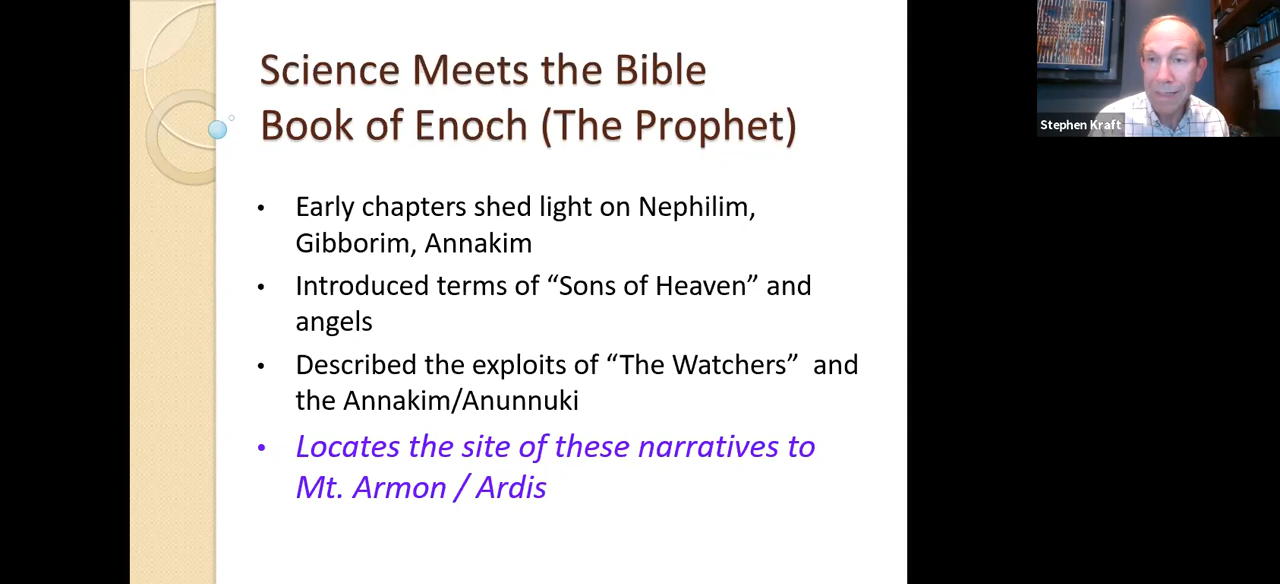 Science Meets the Bible
Book of Enoch (The Prophet)
• Early chapters shed light on Nephilim,
Gibborim, Annakim
• Introduced terms of “Sons of Heaven” and
angels
• Described the exploits of “The Watchers” and
the Annakim/Anunnuki
• Locates the site of these narratives to
Mt. Armon / Ardis
Stephen Kraft